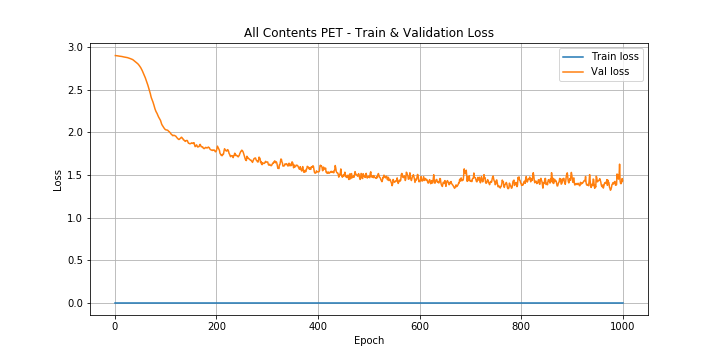 All Contents PET - Train & Validation Loss
Train loss
Val loss
3.0
2.5
2.0
1.5
1.0
0.5
0.0
Loss
0 200 400 600 800 1000
Epoch